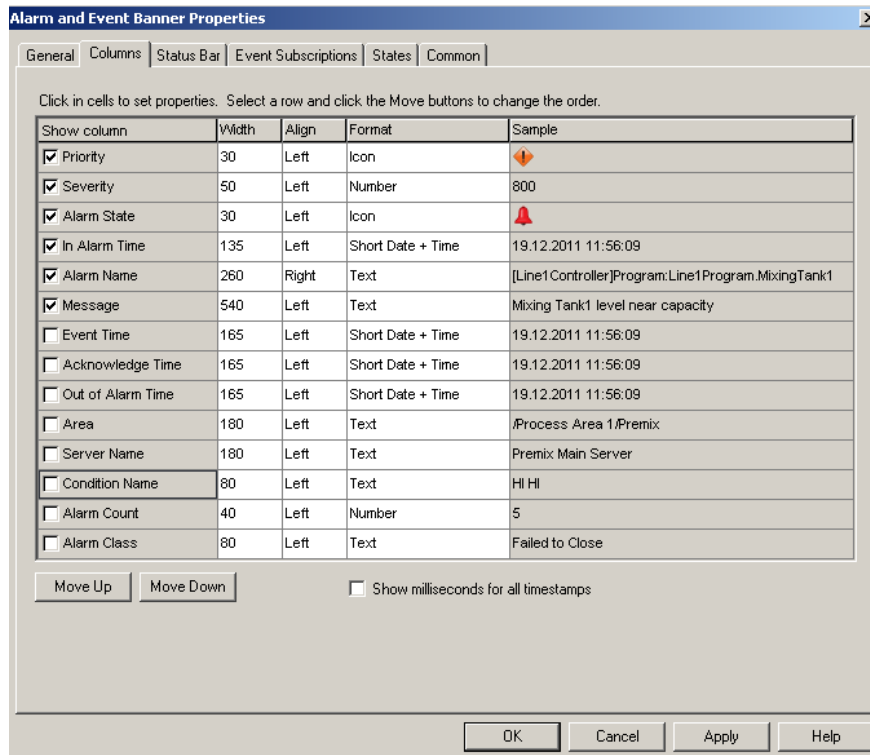 Alarm and Event Banner Properties
General Columns Status Bar Event Subscriptions States Common
Click in cells to set properties. Select a row and click the Move buttons to change the order.
Show column Width Align Format Sample
Priority 30 Left Icon
Severity 50 Left Number 800
Alarm State 30 Left Icon
In Alarm Time 135 Left Short Date + Time 19.12.2011 11:56:09
Alarm Name 260 Right Text [Line1Controller]Program:Line1Program.MixingTank1
Message 540 Left Text Mixing Tank1 level near capacity
Event Time 165 Left Short Date + Time 19.12.2011 11:56:09
Acknowledge Time 165 Left Short Date + Time 19.12.2011 11:56:09
Out of Alarm Time 165 Left Short Date + Time 19.12.2011 11:56:09
Area 180 Left Text /Process Area 1/Premix
Server Name 180 Left Text Premix Main Server
Condition Name 80 Left Text HI HI
Alarm Count 40 Left Number 5
Alarm Class 80 Left Text Failed to Close
Move Up Move Down Show milliseconds for all timestamps
OK Cancel Apply Help